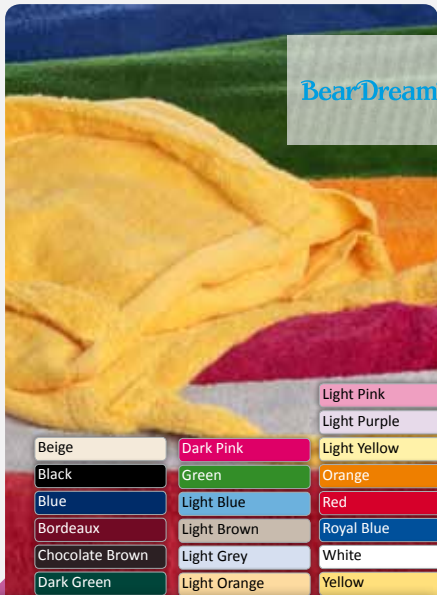 BearDream
Beige
Black
Blue
Bordeaux
Chocolate Brown
Dark Green
Dark Pink
Green
Light Blue
Light Brown
Light Grey
Light Orange
Light Pink
Light Purple
Light Yellow
Orange
Red
Royal Blue
White
Yellow